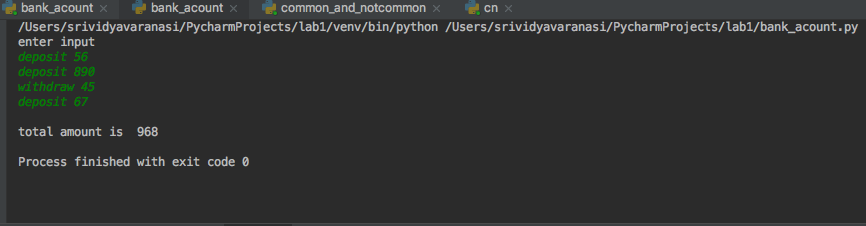 bank_acount × bank_acount × common_and_notcommon × cn ×
/Users/srividyavaranasi/PycharmProjects/lab1/venv/bin/python /Users/srividyavaranasi/PycharmProjects/lab1/bank_acount.py
enter input
deposit 56
deposit 890
withdraw 45
deposit 67
total amount is  968
Process finished with exit code 0